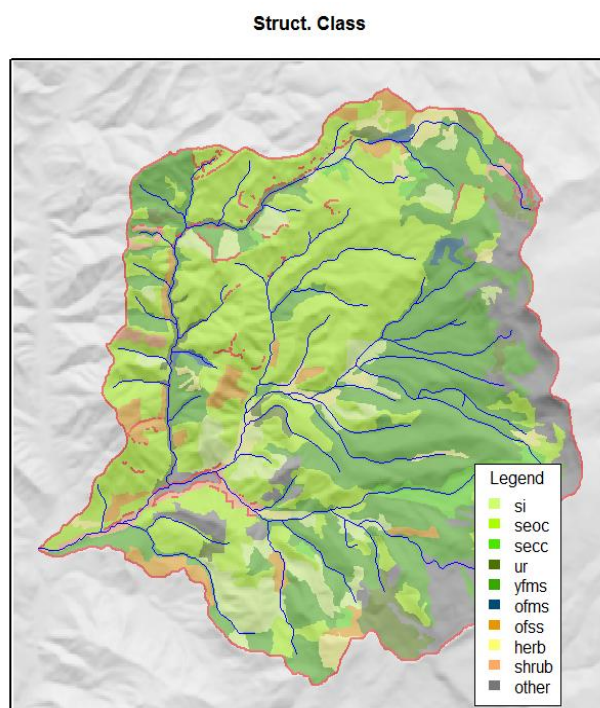 Struct. Class
Legend
si
seoc
secc
ur
yfms
ofms
ofss
herb
shrub
other